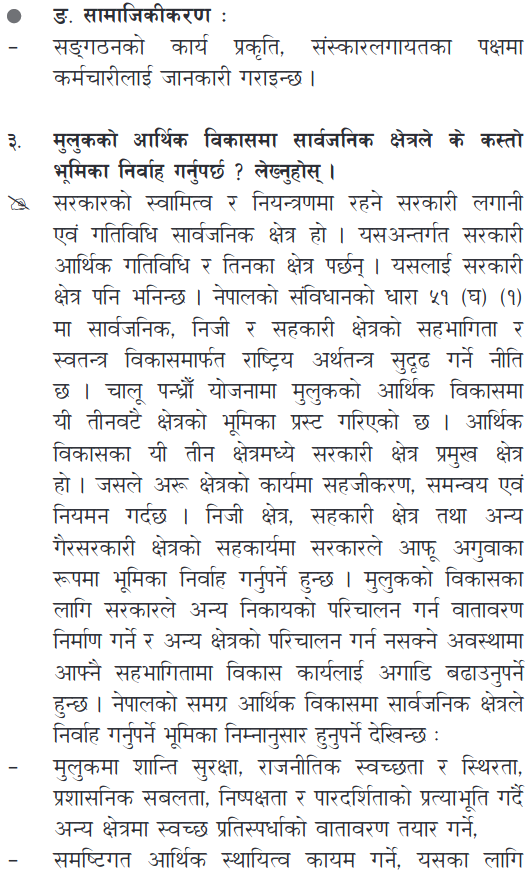 ● ङ. सामाजिकीकरण :
– सङ्गठनको कार्य प्रकृति, संस्कारलगायतका पक्षमा
कर्मचारीलाई जानकारी गराइन्छ ।
३. मुलुकको आर्थिक विकासमा सार्वजनिक क्षेत्रले के कस्तो
भूमिका निर्वाह गर्नुपर्छ ? लेख्नुहोस् ।
✍ सरकारको स्वामित्व र नियन्त्रणमा रहने सरकारी लगानी
एवं गतिविधि सार्वजनिक क्षेत्र हो । यसअन्तर्गत सरकारी
आर्थिक गतिविधि र तिनका क्षेत्र पर्छन् । यसलाई सरकारी
क्षेत्र पनि भनिन्छ । नेपालको संविधानको धारा ५१ (घ) (१)
मा सार्वजनिक, निजी र सहकारी क्षेत्रको सहभागिता र
स्वतन्त्र विकासमार्फत राष्ट्रिय अर्थतन्त्र सुदृढ गर्ने नीति
छ । चालू पन्ध्रौँ योजनामा मुलुकको आर्थिक विकासमा
यी तीनवटै क्षेत्रको भूमिका प्रस्ट गरिएको छ । आर्थिक
विकासका यी तीन क्षेत्रमध्ये सरकारी क्षेत्र प्रमुख क्षेत्र
हो । जसले अरू क्षेत्रको कार्यमा सहजीकरण, समन्वय एवं
नियमन गर्दछ । निजी क्षेत्र, सहकारी क्षेत्र तथा अन्य
गैरसरकारी क्षेत्रको सहकार्यमा सरकारले आफू अगुवाका
रूपमा भूमिका निर्वाह गर्नुपर्ने हुन्छ । मुलुकको विकासका
लागि सरकारले अन्य निकायको परिचालन गर्न वातावरण
निर्माण गर्ने र अन्य क्षेत्रको परिचालन गर्न नसक्ने अवस्थामा
आफ्नै सहभागितामा विकास कार्यलाई अगाडि बढाउनुपर्ने
हुन्छ । नेपालको समग्र आर्थिक विकासमा सार्वजनिक क्षेत्रले
निर्वाह गर्नुपर्ने भूमिका निम्नानुसार हुनुपर्ने देखिन्छ :
– मुलुकमा शान्ति सुरक्षा, राजनीतिक स्वच्छता र स्थिरता,
प्रशासनिक सबलता, निष्पक्षता र पारदर्शिताको प्रत्याभूति गर्दै
अन्य क्षेत्रमा स्वच्छ प्रतिस्पर्धाको वातावरण तयार गर्ने,
– समष्टिगत आर्थिक स्थायित्व कायम गर्ने, यसका लागि